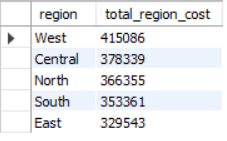 region total_region_cost
West 415086
Central 378339
North 366355
South 353361
East 329543